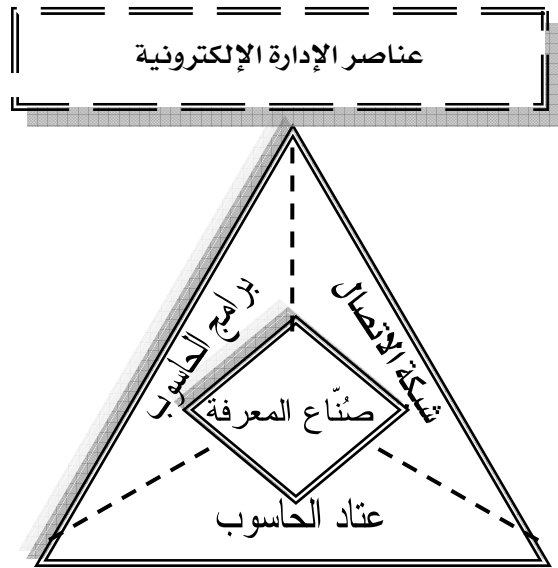 عناصر الإدارة الإلكترونية
برامج الحاسوب
شبكة الاتصال
صُنّاع المعرفة
عتاد الحاسوب